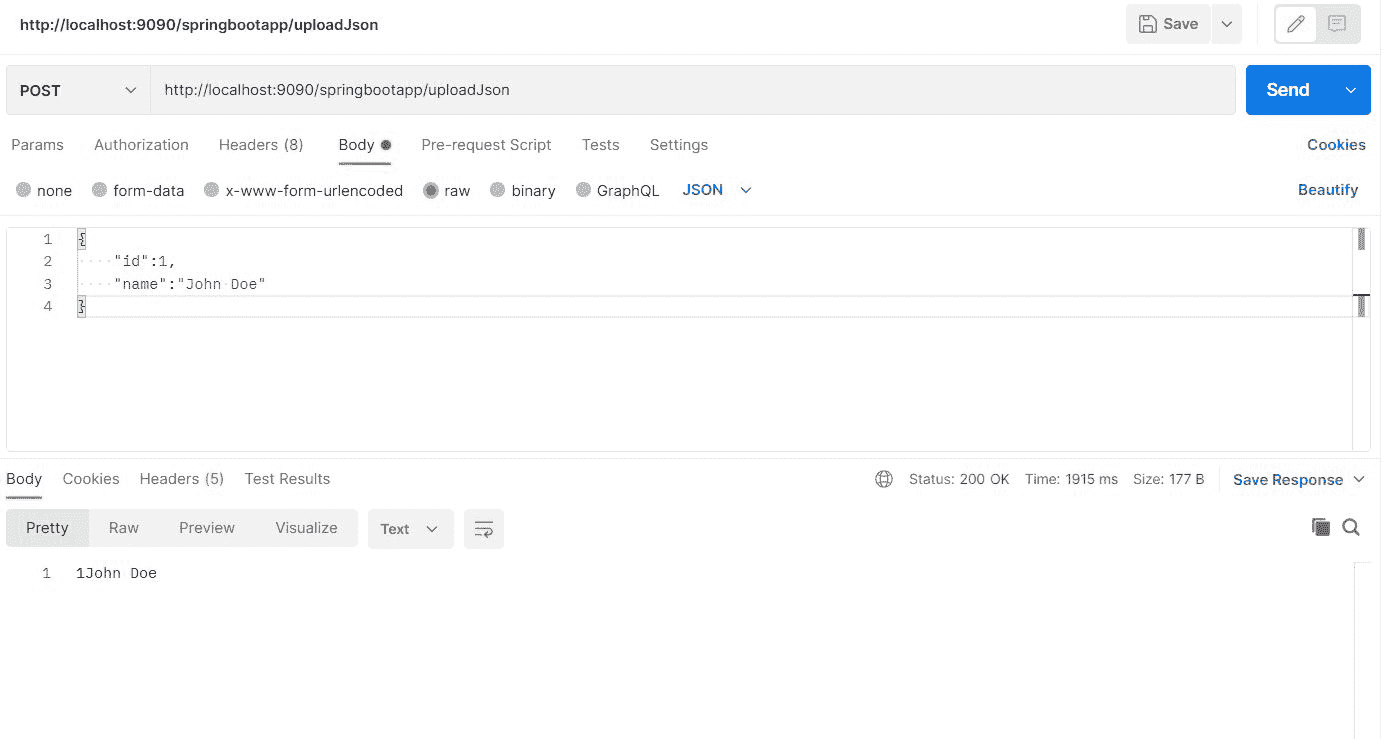 http://localhost:9090/springbootapp/uploadJson
Save
POST
http://localhost:9090/springbootapp/uploadJson
Send
Params Authorization Headers (8) Body Pre-request Script Tests Settings Cookies
none form-data x-www-form-urlencoded raw binary GraphQL JSON Beautify
1 {
2 "id":1,
3 "name":"John Doe"
4 }
Body Cookies Headers (5) Test Results Status: 200 OK Time: 1915 ms Size: 177 B Save Response
Pretty Raw Preview Visualize Text
1 1John Doe